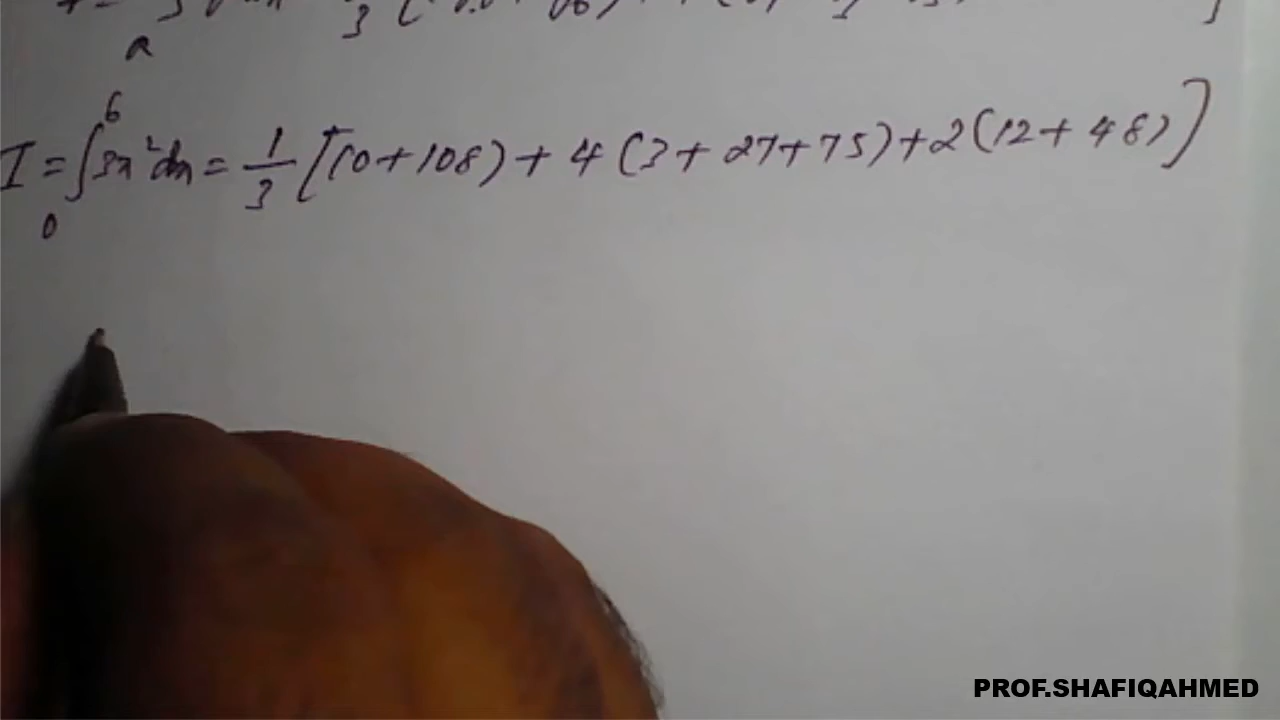 a
I = ∫₀⁶ 3x² dx = 1/3 [(0+108) + 4 (3 + 27 + 75) + 2 (12 + 48)]
PROF.SHAFIQAHMED